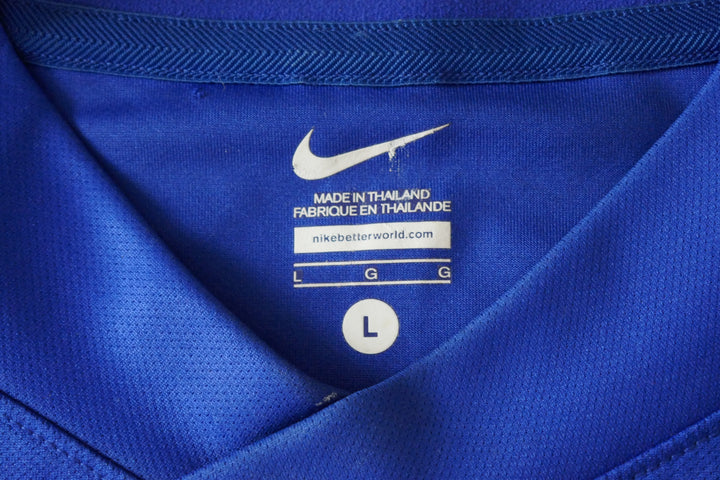 MADE IN THAILAND
FABRIQUE EN THAILANDE
nikebetterworld.com
L G G
L